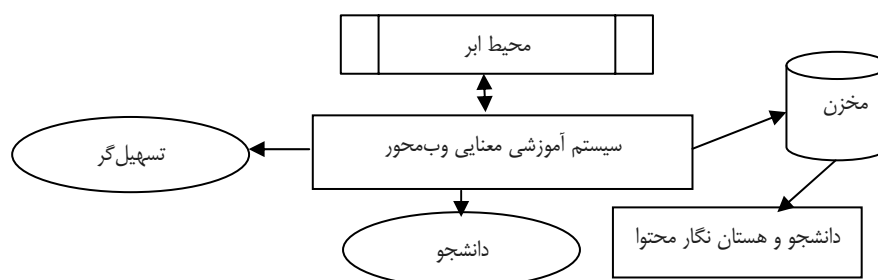 محیط ابر
مخزن
سیستم آموزشی معنایی وب‌محور
تسهیل‌گر
دانشجو و هستان نگار محتوا
دانشجو